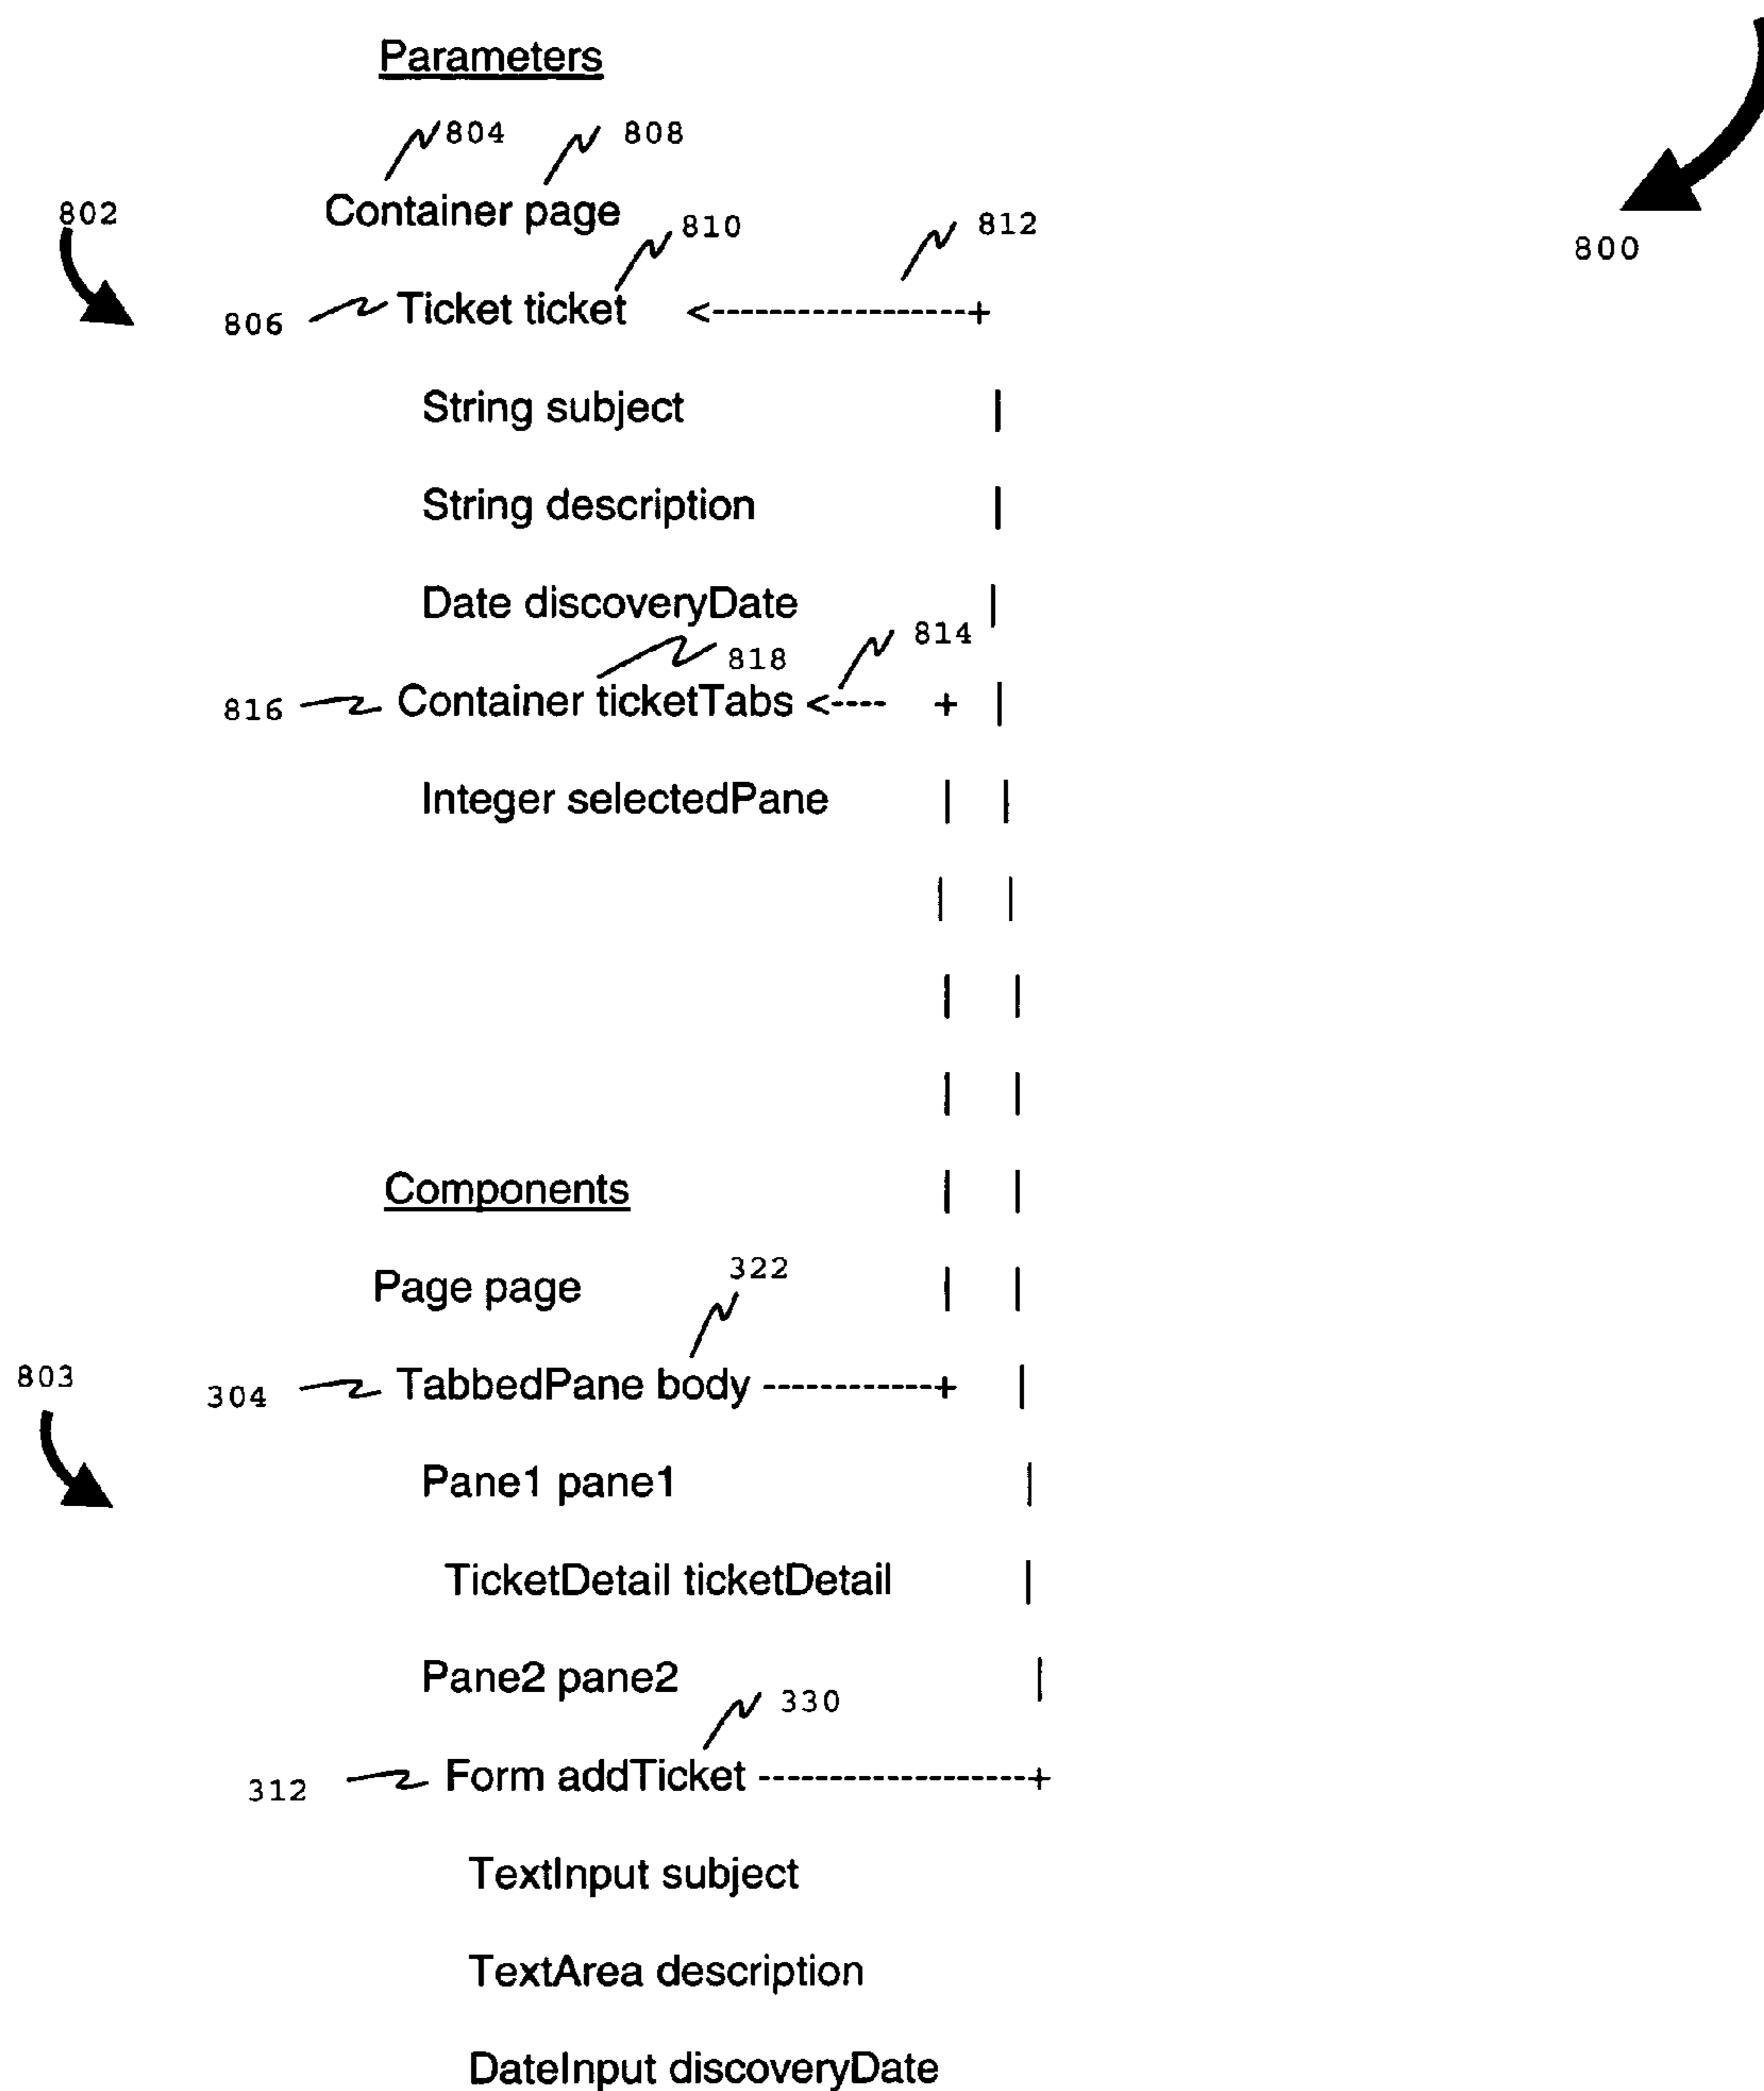 Parameters
804 808
802 Container page
810 812
800
806 Ticket ticket <------------------+
String subject |
String description |
Date discoveryDate |
818 814
816 Container ticketTabs <---- + |
Integer selectedPane | |
| |
| |
| |
Components | |
322
Page page | |
803
304 TabbedPane body -----------+ |
Pane1 pane1 |
TicketDetail ticketDetail |
Pane2 pane2 |
330
312 Form addTicket ------------------+
TextInput subject
TextArea description
DateInput discoveryDate